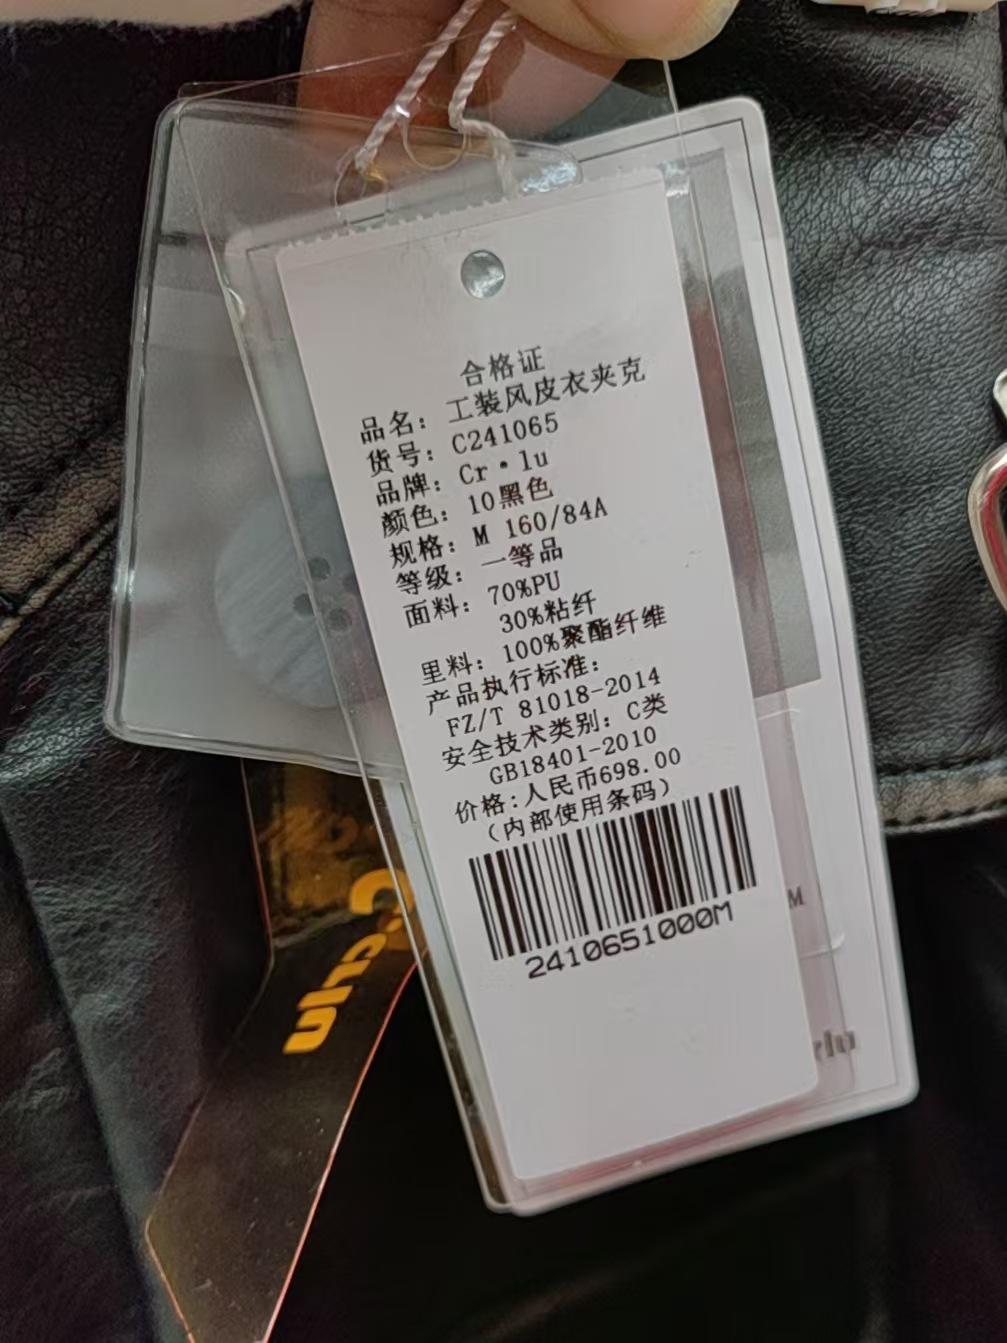 合格证
品名: 工装风皮衣夹克
货号: C241065
品牌: Cr·lu
颜色: 10黑色
规格: M 160/84A
等级: 一等品
面料: 70%PU
30%粘纤
里料: 100%聚酯纤维
产品执行标准:
FZ/T 81018-2014
安全技术类别: C类
GB18401-2010
价格:人民币698.00
(内部使用条码)
2410651000M
M
rlu